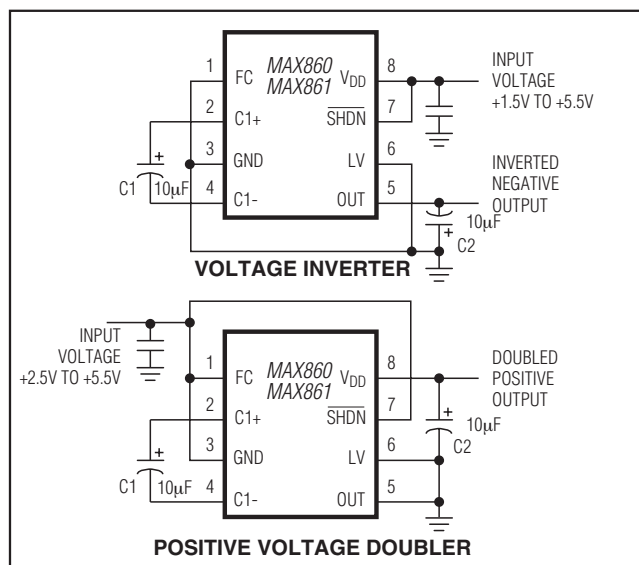 1 FC MAX860 VDD 8 INPUT
MAX861 VOLTAGE
2 C1+ SHDN 7 +1.5V TO +5.5V
3 GND LV 6
+ INVERTED
C1 10µF 4 C1- OUT 5 NEGATIVE
10µF OUTPUT
+ C2
VOLTAGE INVERTER
INPUT
VOLTAGE 1 FC MAX860 VDD 8 DOUBLED
+2.5V TO +5.5V MAX861 POSITIVE
2 C1+ SHDN 7 OUTPUT
+ 10µF
3 GND LV 6 C2
+
C1 10µF 4 C1- OUT 5
POSITIVE VOLTAGE DOUBLER